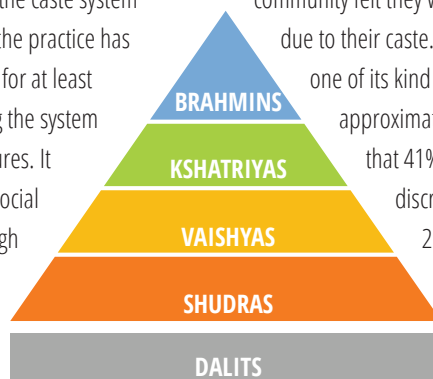 the caste system
the practice has
for at least
g the system
ures. It
ocial
gh
BRAHMINS
KSHATRIYAS
VAISHYAS
SHUDRAS
DALITS
community felt they w
due to their caste.
one of its kind
approximat
that 41%
discr
2